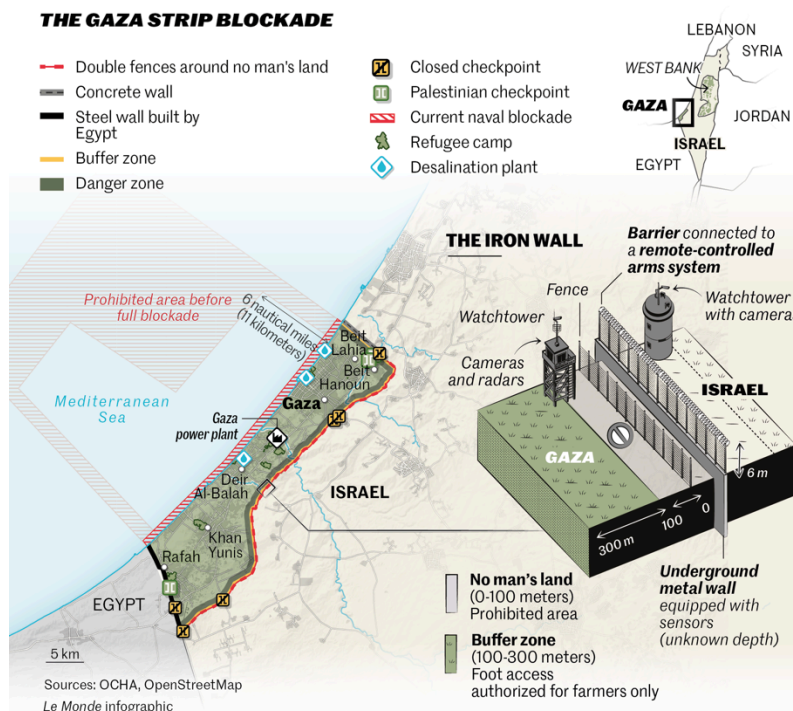 THE GAZA STRIP BLOCKADE
Double fences around no man's land
Concrete wall
Steel wall built by
Egypt
Buffer zone
Danger zone
Closed checkpoint
Palestinian checkpoint
Current naval blockade
Refugee camp
Desalination plant
LEBANON
SYRIA
WEST BANK
GAZA
JORDAN
ISRAEL
EGYPT
Prohibited area before
full blockade
6 nautical miles
(11 kilometers)
Mediterranean
Sea
Beit
Lahia
Beit
Hanoun
Gaza
Gaza
power plant
Deir
Al-Balah
ISRAEL
Khan
Yunis
Rafah
EGYPT
5 km
THE IRON WALL
Barrier connected to
a remote-controlled
arms system
Fence
Watchtower
Watchtower
with camera
Cameras
and radars
ISRAEL
GAZA
6 m
300 m
100
0
No man's land
(0-100 meters)
Prohibited area
Buffer zone
(100-300 meters)
Foot access
authorized for farmers only
Underground
metal wall
equipped with
sensors
(unknown depth)
Sources: OCHA, OpenStreetMap
Le Monde infographic